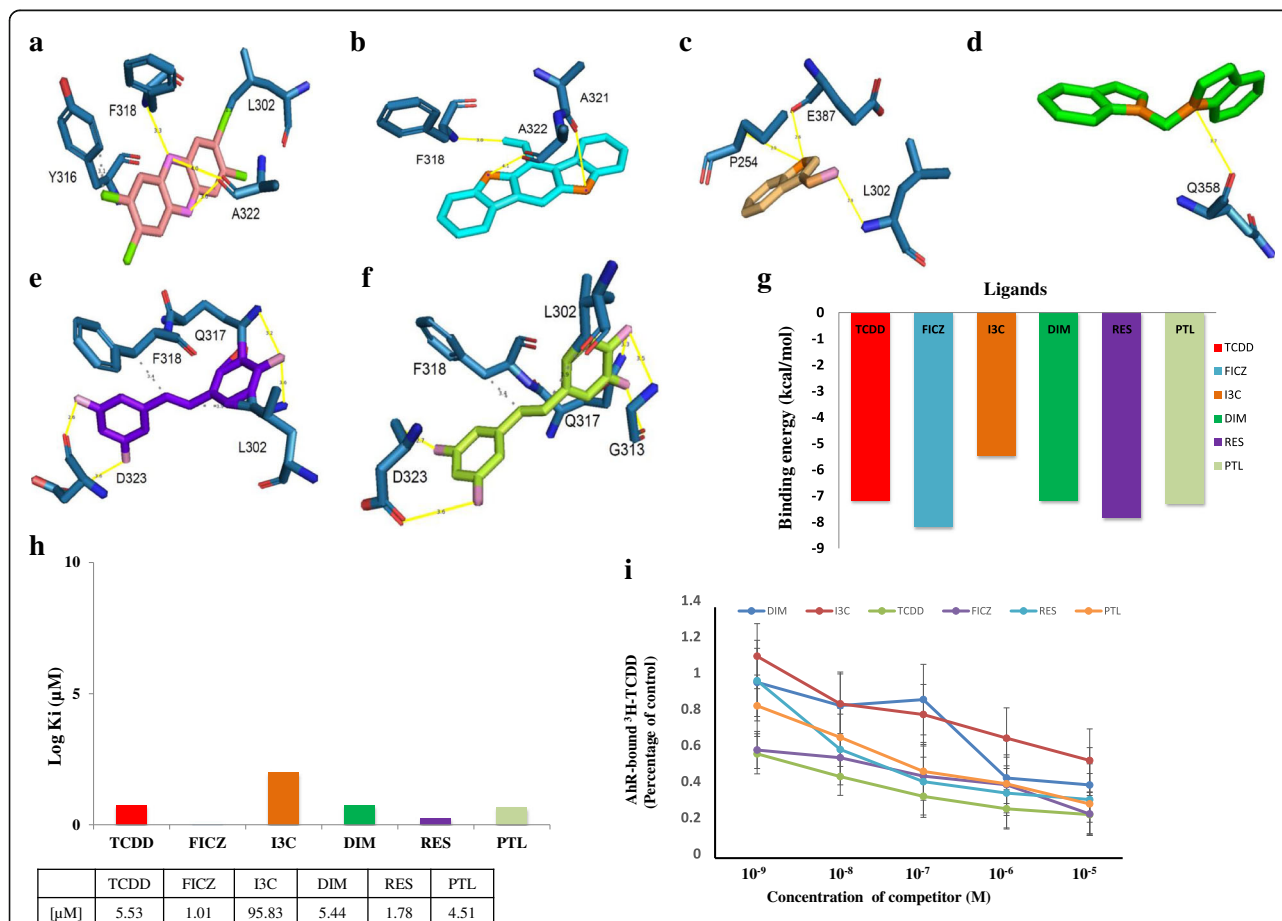 a
F318
L302
Y316
A322
3.3
b
A321
A322
F318
c
E387
P254
L302
d
Q358
e
Q317
F318
L302
D323
f
L302
F318
Q317
G313
D323
3.6
g
Ligands
0
-1
-2
-3
-4
-5
-6
-7
-8
-9
Binding energy (kcal/mol)
TCDD FICZ I3C DIM RES PTL
TCDD
FICZ
I3C
DIM
RES
PTL
h
10
5
0
Log Ki (µM)
TCDD FICZ I3C DIM RES PTL
TCDD FICZ I3C DIM RES PTL
[µM] 5.53 1.01 95.83 5.44 1.78 4.51
i
DIM I3C TCDD FICZ RES PTL
1.4
1.2
1
0.8
0.6
0.4
0.2
0
AhR-bound ³H-TCDD
(Percentage of control)
10⁻⁹ 10⁻⁸ 10⁻⁷ 10⁻⁶ 10⁻⁵
Concentration of competitor (M)